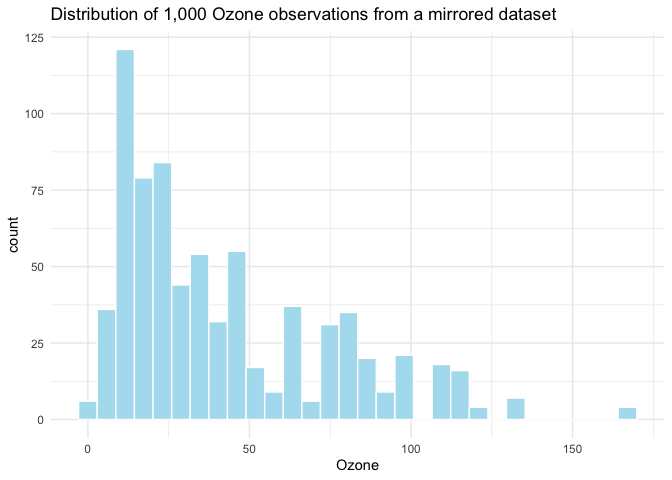 Distribution of 1,000 Ozone observations from a mirrored dataset
125
100
75
50
25
0
count
0 50 100 150
Ozone